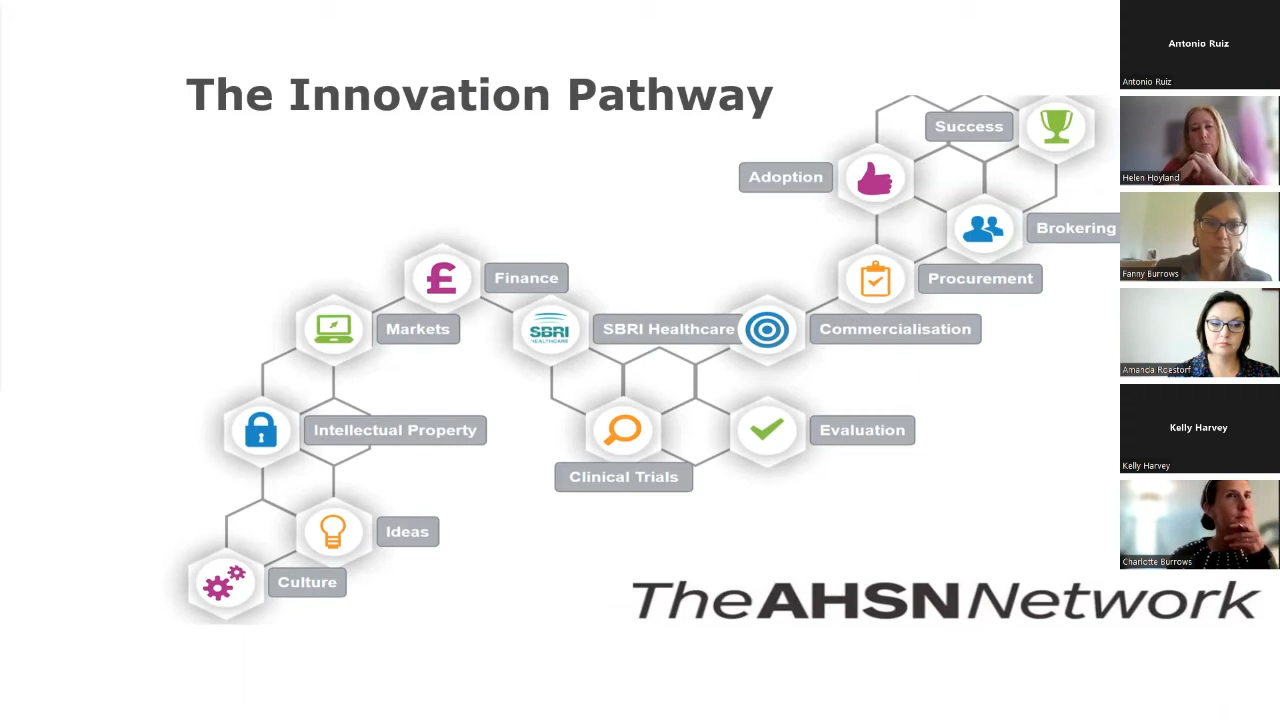 The Innovation Pathway
Success
Adoption
Brokering
Procurement
Finance
Markets
SBRI
HEALTHCARE
SBRI Healthcare
Commercialisation
Intellectual Property
Evaluation
Clinical Trials
Ideas
Culture
TheAHSNNetwork
Antonio Ruiz
Antonio Ruiz
Helen Hoyland
Fanny Burrows
Amanda Roestorf
Kelly Harvey
Kelly Harvey
Charlotte Burrows